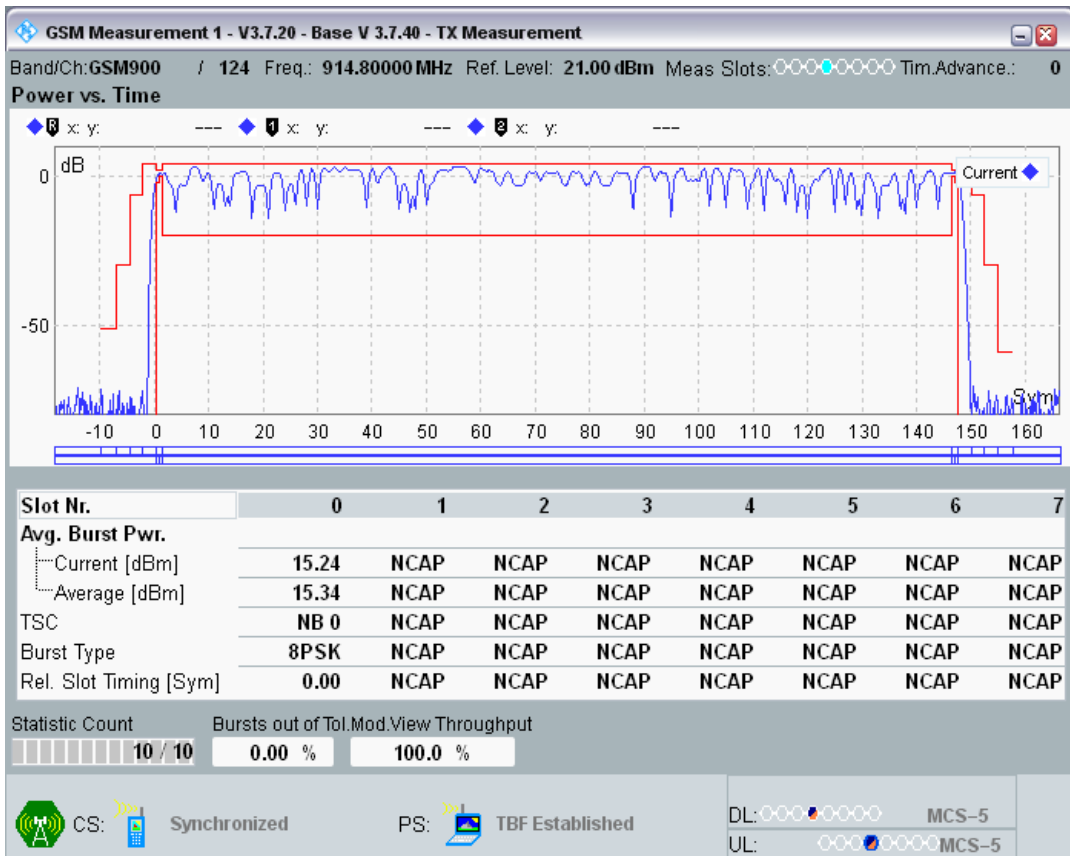 GSM Measurement 1 - V3.7.20 - Base V 3.7.40 - TX Measurement
Band/Ch:GSM900 / 124 Freq.: 914.80000 MHz Ref. Level: 21.00 dBm Meas Slots: Tim.Advance.: 0
Power vs. Time
R x: y: --- 1 x: y: --- 2 x: y: ---
dB
Current
0
-50
Sym
-10 0 10 20 30 40 50 60 70 80 90 100 110 120 130 140 150 160
Slot Nr. 0 1 2 3 4 5 6 7
Avg. Burst Pwr.
Current [dBm] 15.24 NCAP NCAP NCAP NCAP NCAP NCAP NCAP
Average [dBm] 15.34 NCAP NCAP NCAP NCAP NCAP NCAP NCAP
TSC NB 0 NCAP NCAP NCAP NCAP NCAP NCAP NCAP
Burst Type 8PSK NCAP NCAP NCAP NCAP NCAP NCAP NCAP
Rel. Slot Timing [Sym] 0.00 NCAP NCAP NCAP NCAP NCAP NCAP NCAP
Statistic Count Bursts out of Tol.Mod.View Throughput
10 / 10 0.00 % 100.0 %
CS: Synchronized PS: TBF Established
DL: MCS-5
UL: MCS-5